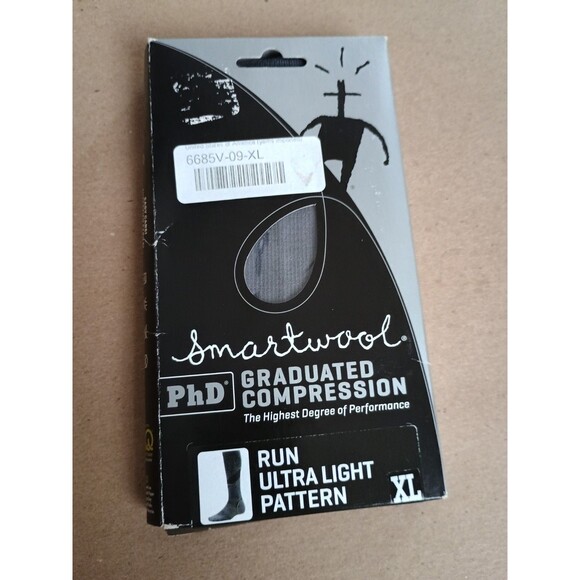 6685V-09-XL
smartwool®
PhD®
GRADUATED
COMPRESSION
The Highest Degree of Performance
RUN
ULTRA LIGHT
PATTERN
XL